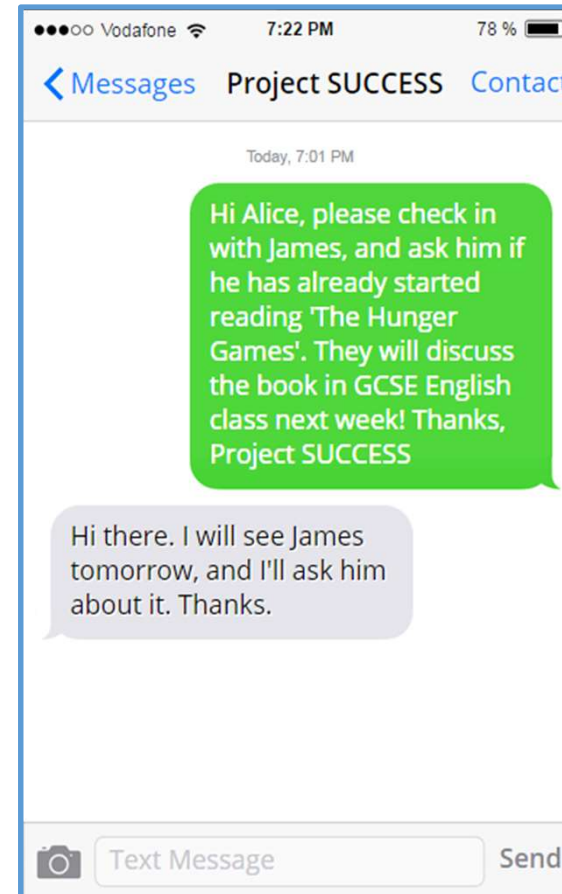 Vodafone 7:22 PM 78 %
Messages Project SUCCESS Contact
Today, 7:01 PM
Hi Alice, please check in
with James, and ask him if
he has already started
reading 'The Hunger
Games'. They will discuss
the book in GCSE English
class next week! Thanks,
Project SUCCESS
Hi there. I will see James
tomorrow, and I'll ask him
about it. Thanks.
Text Message Send